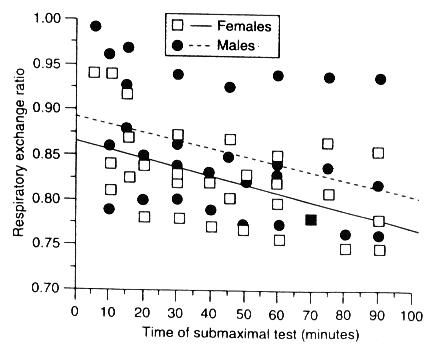 Females
Males
Respiratory exchange ratio
1.00
0.95
0.90
0.85
0.80
0.75
0.70
0 10 20 30 40 50 60 70 80 90 100
Time of submaximal test (minutes)